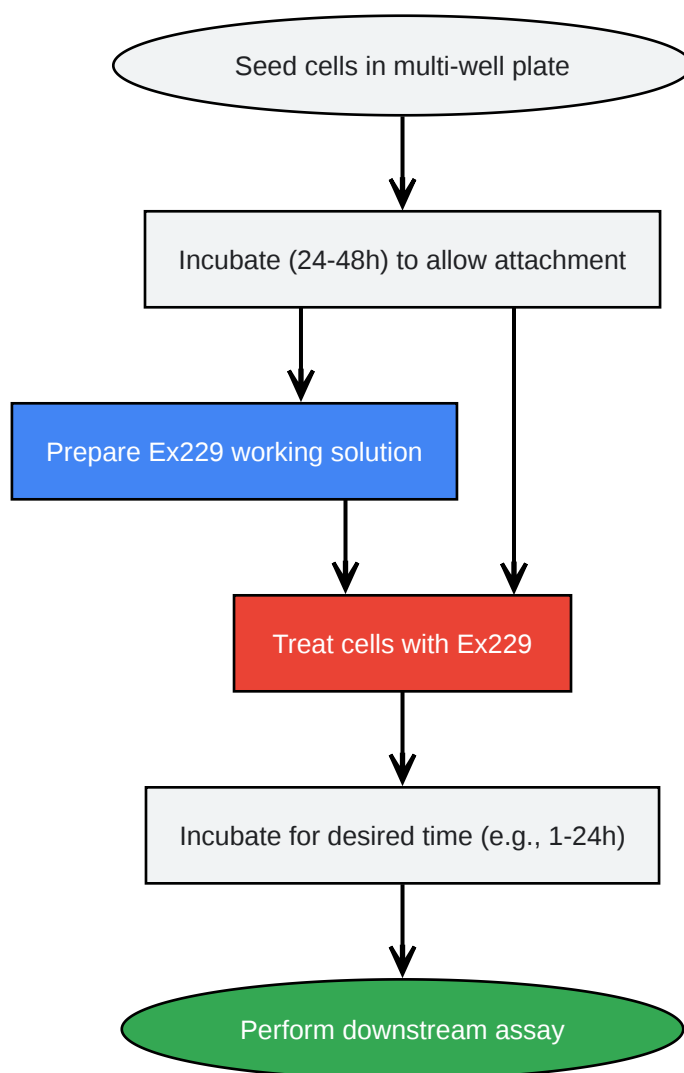 Seed cells in multi-well plate
Incubate (24-48h) to allow attachment
Prepare Ex229 working solution
Treat cells with Ex229
Incubate for desired time (e.g., 1-24h)
Perform downstream assay